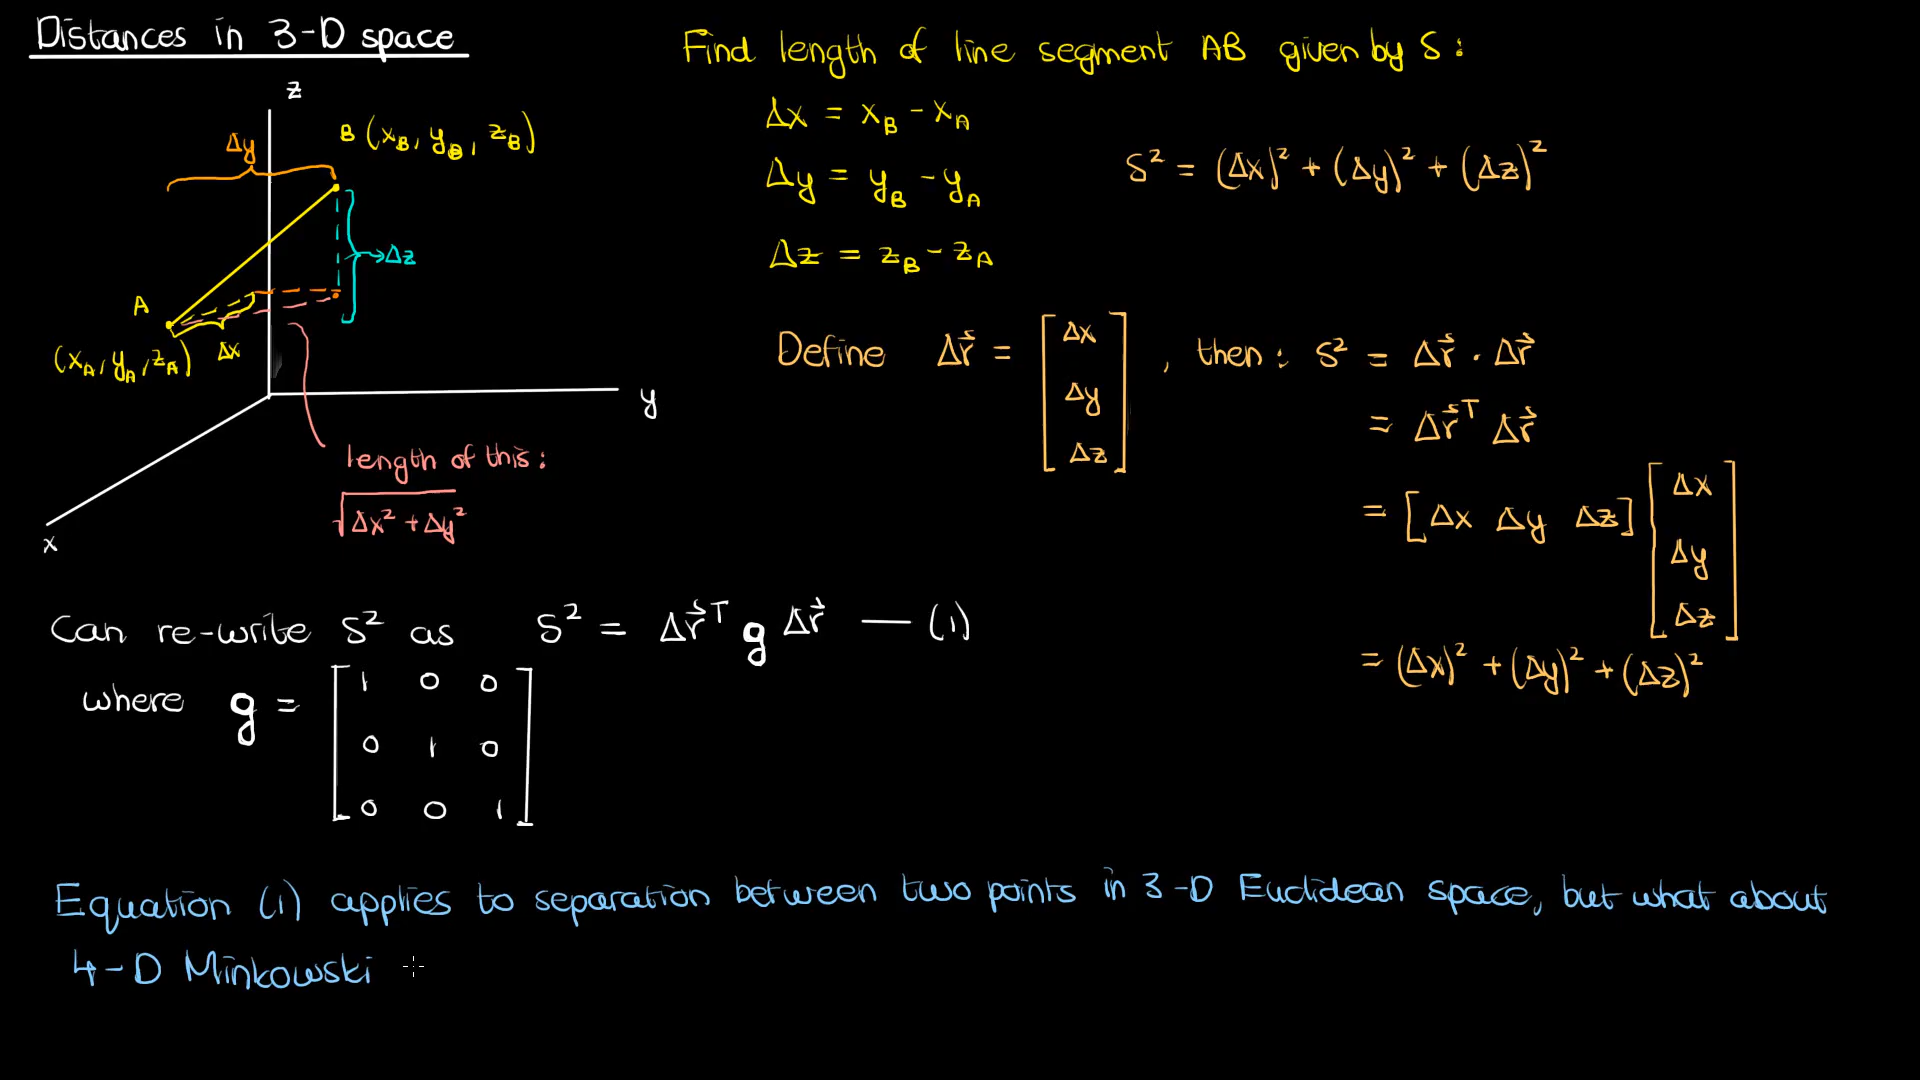 Distances in 3-D space
z
Δy
B (x_B, y_B, z_B)
→Δz
A
(x_A, y_A, z_A) Δx
y
x
length of this:
√Δx² + Δy²
Find length of line segment AB given by S:
Δx = x_B - x_A
Δy = y_B - y_A
Δz = z_B - z_A
S² = (Δx)² + (Δy)² + (Δz)²
Define Δr⃗ = [Δx Δy Δz], then: S² = Δr⃗ · Δr⃗
= Δr⃗ᵀ Δr⃗
= [Δx Δy Δz] [Δx Δy Δz]
= (Δx)² + (Δy)² + (Δz)²
Can re-write S² as S² = Δr⃗ᵀ g Δr⃗ — (1)
where g =
1 0 0
0 1 0
0 0 1
Equation (1) applies to separation between two points in 3-D Euclidean space, but what about
4-D Minkowski